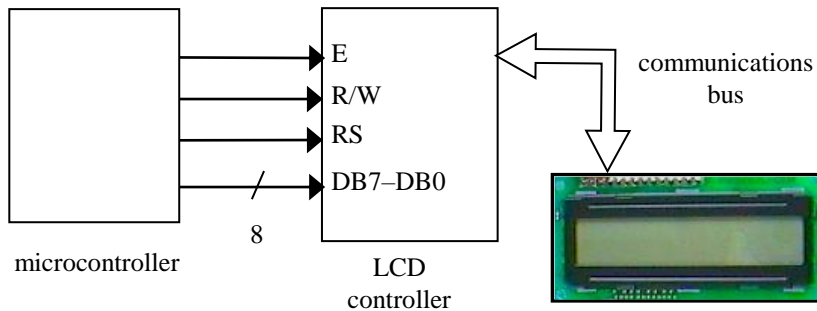 E
R/W
RS
DB7–DB0
8
microcontroller
LCD
controller
communications
bus